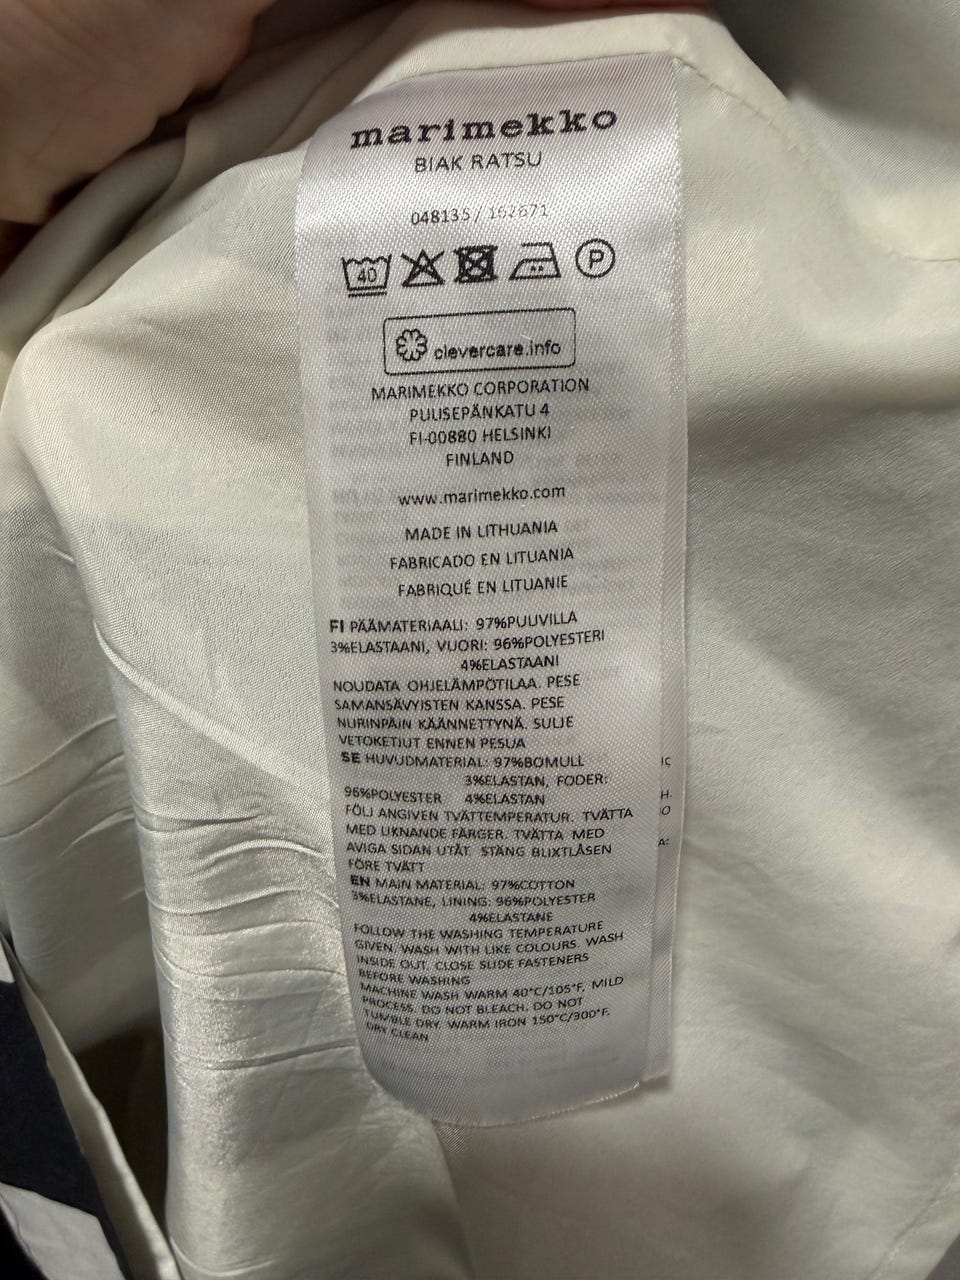 marimekko
BIAK RATSU
048135 / 162671
40 P
clevercare.info
MARIMEKKO CORPORATION
PUUSEPÄNKATU 4
FI-00880 HELSINKI
FINLAND
www.marimekko.com
MADE IN LITHUANIA
FABRICADO EN LITUANIA
FABRIQUÉ EN LITUANIE
FI PÄÄMATERIAALI: 97%PUUVILLA
3%ELASTAANI, VUORI: 96%POLYESTERI
4%ELASTAANI
NOUDATA OHJELÄMPÖTILAA. PESE
SAMANSÄVYISTEN KANSSA. PESE
NURINPÄIN KÄÄNNETTYNÄ. SULJE
VETOKETJUT ENNEN PESUA
SE HUVUDMATERIAL: 97%BOMULL
3%ELASTAN, FODER:
96%POLYESTER 4%ELASTAN
FÖLJ ANGIVEN TVÄTTEMPERATUR. TVÄTTA
MED LIKNANDE FÄRGER. TVÄTTA MED
AVIGA SIDAN UTÅT. STÄNG BLIXTLÅSEN
FÖRE TVÄTT
EN MAIN MATERIAL: 97%COTTON
3%ELASTANE, LINING: 96%POLYESTER
4%ELASTANE
FOLLOW THE WASHING TEMPERATURE
GIVEN. WASH WITH LIKE COLOURS. WASH
INSIDE OUT. CLOSE SLIDE FASTENERS
BEFORE WASHING
MACHINE WASH WARM 40°C/105°F, MILD
PROCESS. DO NOT BLEACH. DO NOT
TUMBLE DRY. WARM IRON 150°C/300°F.
DRY CLEAN